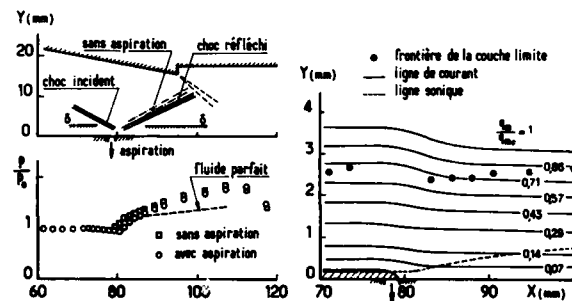 Y(mm)
sans aspiration
choc réfléchi
20
10
0
choc incident
δ
δ
aspiration
P/P₀
fluide parfait
1
0
sans aspiration
avec aspiration
60
80
100
120
frontière de la couche limite
ligne de courant
ligne sonique
Y(mm)
4
3
2
1
0
= 1
0,86
0,71
0,57
0,43
0,14
0,07
70
80
90
X(mm)